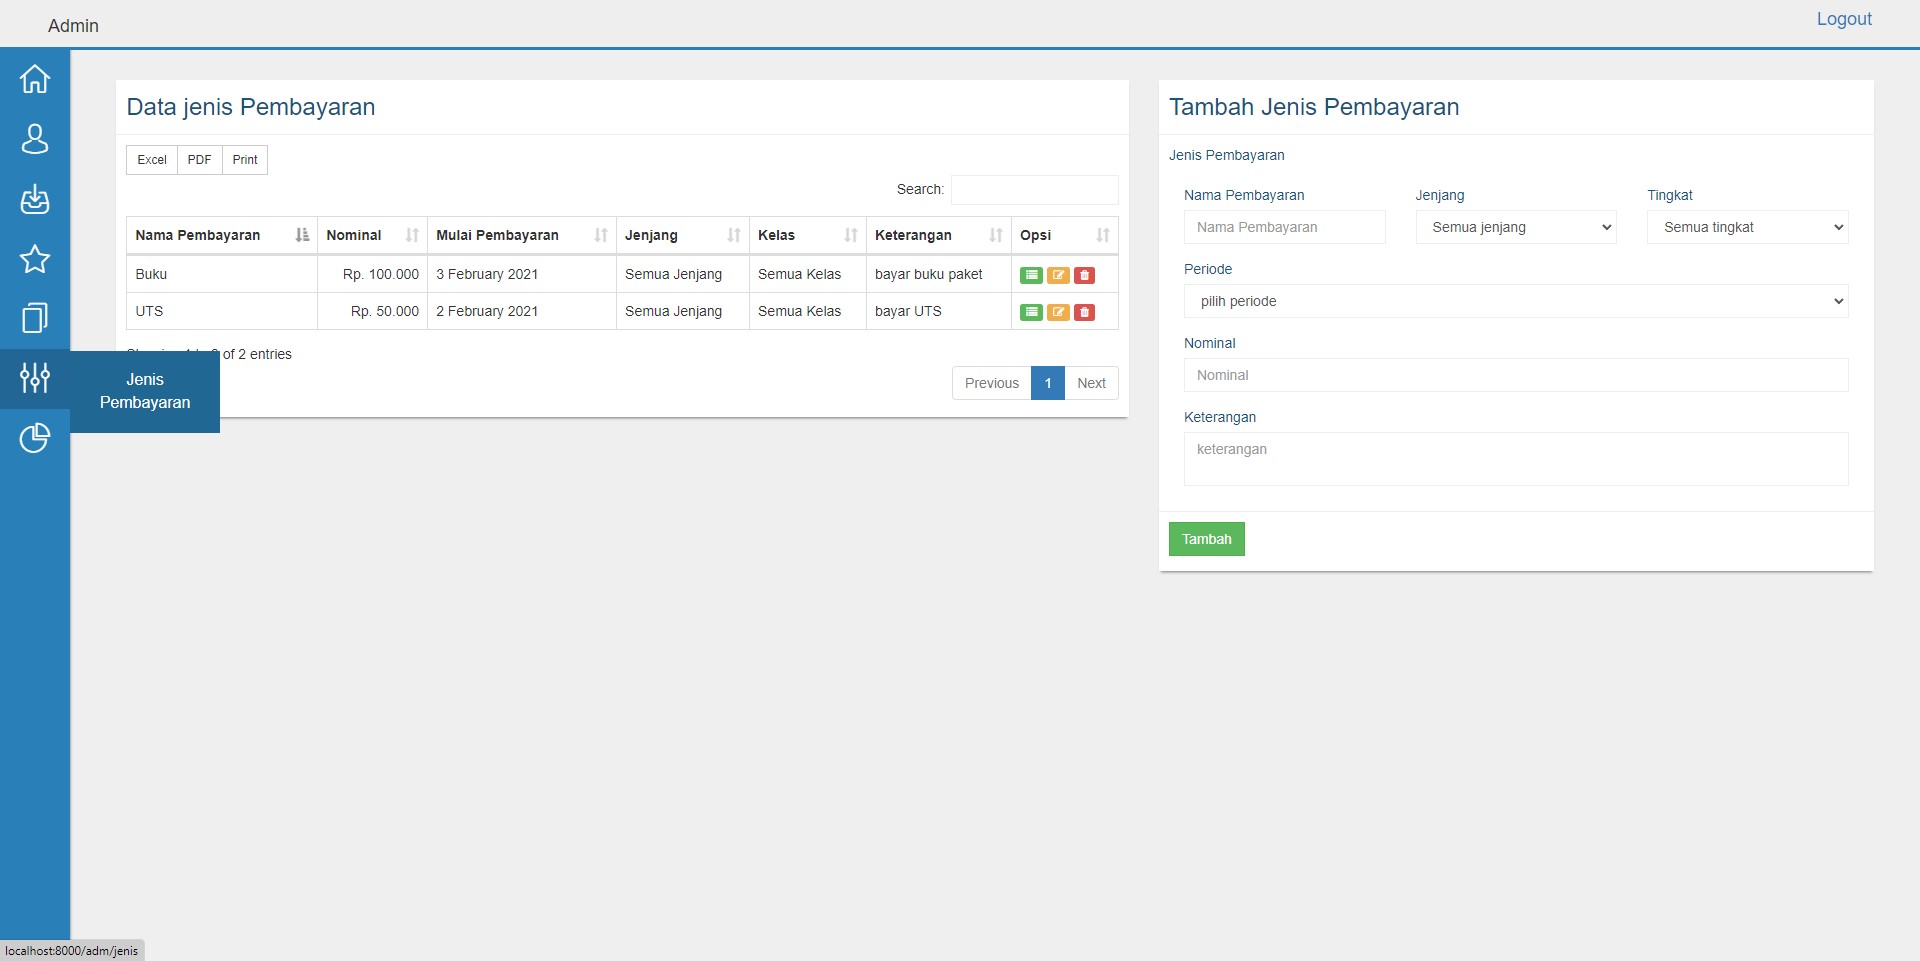 Admin
Logout
Data jenis Pembayaran
Excel PDF Print
Search:
Nama Pembayaran Nominal Mulai Pembayaran Jenjang Kelas Keterangan Opsi
Buku Rp. 100.000 3 February 2021 Semua Jenjang Semua Kelas bayar buku paket
UTS Rp. 50.000 2 February 2021 Semua Jenjang Semua Kelas bayar UTS
of 2 entries
Previous 1 Next
Jenis
Pembayaran
Tambah Jenis Pembayaran
Jenis Pembayaran
Nama Pembayaran Jenjang Tingkat
Nama Pembayaran Semua jenjang Semua tingkat
Periode
pilih periode
Nominal
Nominal
Keterangan
keterangan
Tambah
localhost:8000/adm/jenis